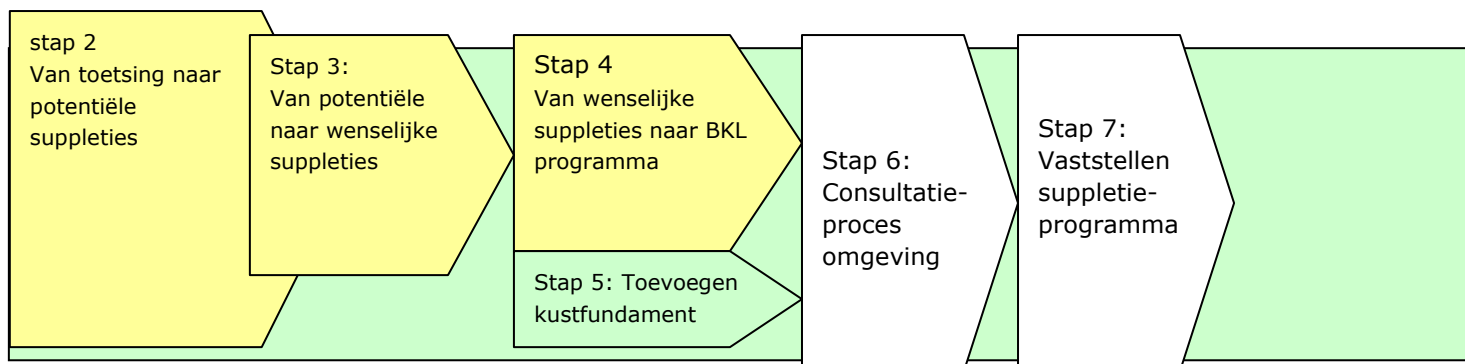 stap 2
Van toetsing naar
potentiële
suppleties
Stap 3:
Van potentiële
naar wenselijke
suppleties
Stap 4
Van wenselijke
suppleties naar BKL
programma
Stap 5: Toevoegen
kustfundament
Stap 6:
Consultatie-
proces
omgeving
Stap 7:
Vaststellen
suppletie-
programma